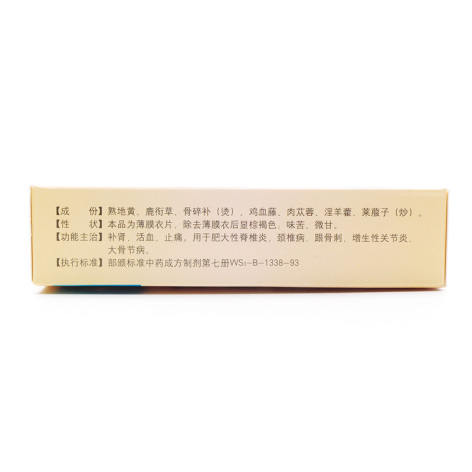 【成　　份】熟地黄、鹿衔草、骨碎补（烫）、鸡血藤、肉苁蓉、淫羊藿、莱菔子（炒）。
【性　　状】本品为薄膜衣片，除去薄膜衣后显棕褐色，味苦、微甘。
【功能主治】补肾，活血，止痛，用于肥大性脊椎炎、颈椎病、跟骨刺、增生性关节炎、
大骨节病。
【执行标准】部颁标准中药成方制剂第七册WS₃-B-1338-93